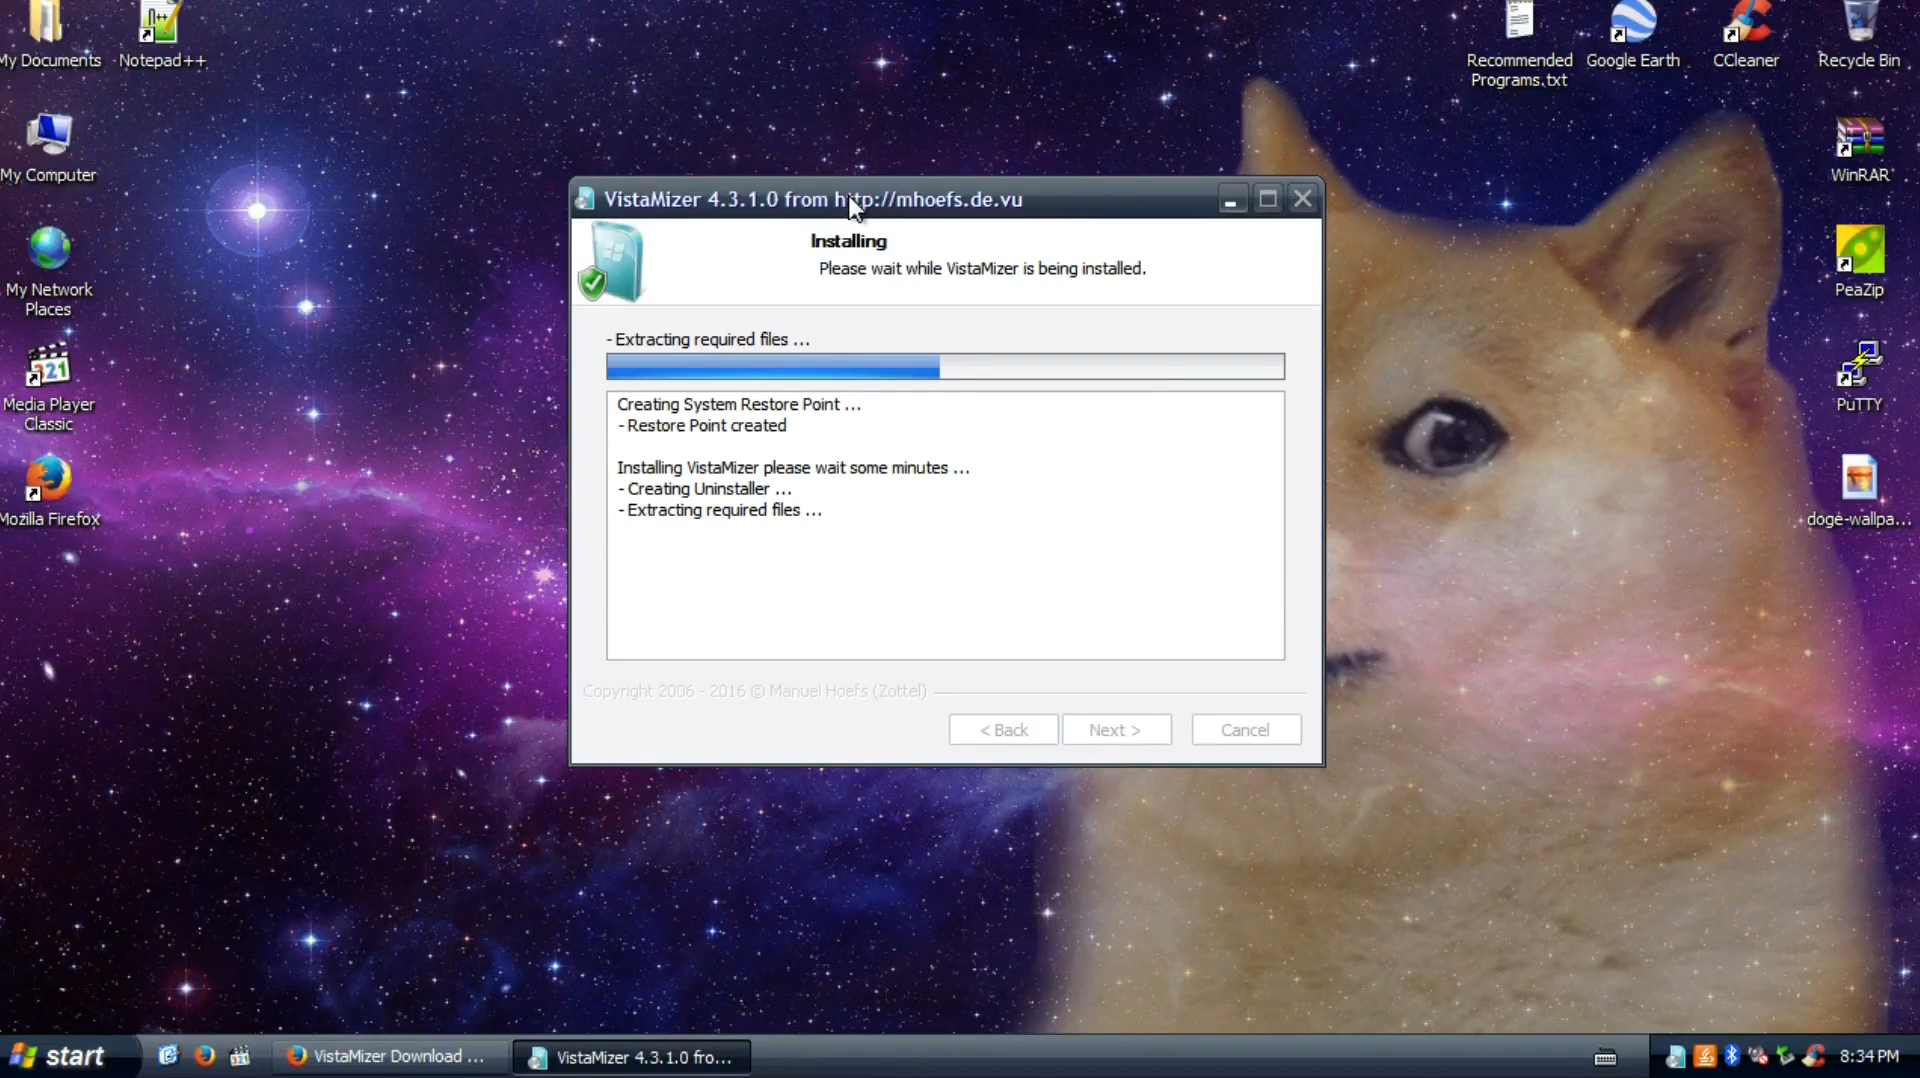 My Documents
Notepad++
My Computer
My Network
Places
Media Player
Classic
Mozilla Firefox
Recommended
Programs.txt
Google Earth
CCleaner
Recycle Bin
WinRAR
PeaZip
PuTTY
doge-wallpa...
VistaMizer 4.3.1.0 from http://mhoefs.de.vu
Installing
Please wait while VistaMizer is being installed.
- Extracting required files ...
Creating System Restore Point ...
- Restore Point created
Installing VistaMizer please wait some minutes ...
- Creating Uninstaller ...
- Extracting required files ...
Copyright 2006 - 2016 © Manuel Hoefs (Zottel)
< Back
Next >
Cancel
start
VistaMizer Download ...
VistaMizer 4.3.1.0 fro...
8:34 PM